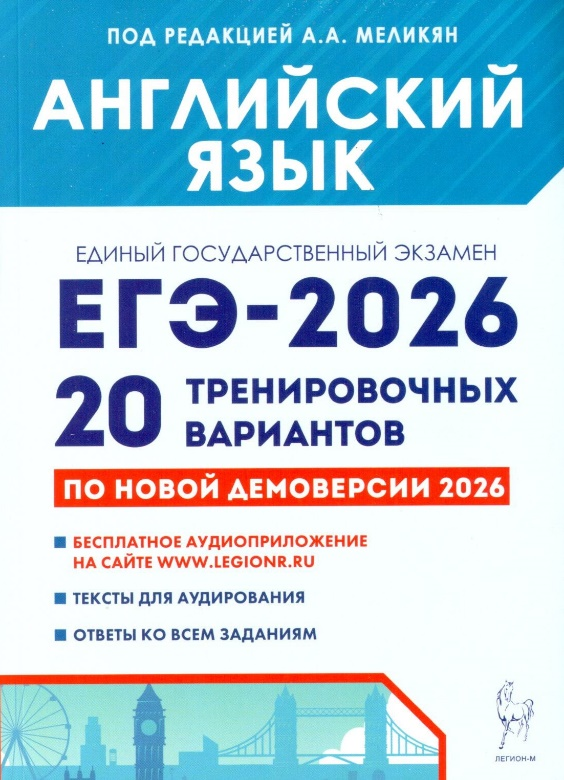 ПОД РЕДАКЦИЕЙ А.А. МЕЛИКЯН
АНГЛИЙСКИЙ
ЯЗЫК
ЕДИНЫЙ ГОСУДАРСТВЕННЫЙ ЭКЗАМЕН
ЕГЭ-2026
20 ТРЕНИРОВОЧНЫХ
ВАРИАНТОВ
ПО НОВОЙ ДЕМОВЕРСИИ 2026
БЕСПЛАТНОЕ АУДИОПРИЛОЖЕНИЕ
НА САЙТЕ WWW.LEGIONR.RU
ТЕКСТЫ ДЛЯ АУДИРОВАНИЯ
ОТВЕТЫ КО ВСЕМ ЗАДАНИЯМ
ЛЕГИОН-М